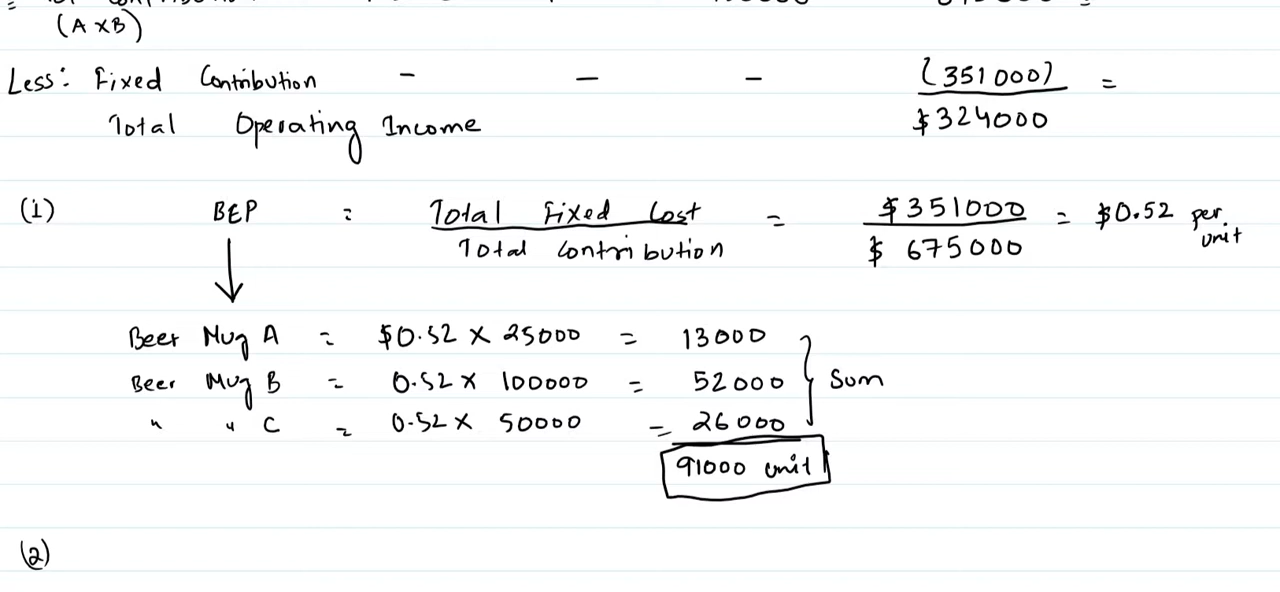 (A×B)
Less: Fixed Contribution - - - (351000) =
Total Operating Income $324000
(1) BEP = Total Fixed Cost / Total Contribution = $351000 / $ 675000 = $0.52 per unit
Beer Mug A = $0.52 × 25000 = 13000
Beer Mug B = 0.52 × 100000 = 52000 } Sum
" " C = 0.52 × 50000 = 26000
91000 unit
(2)